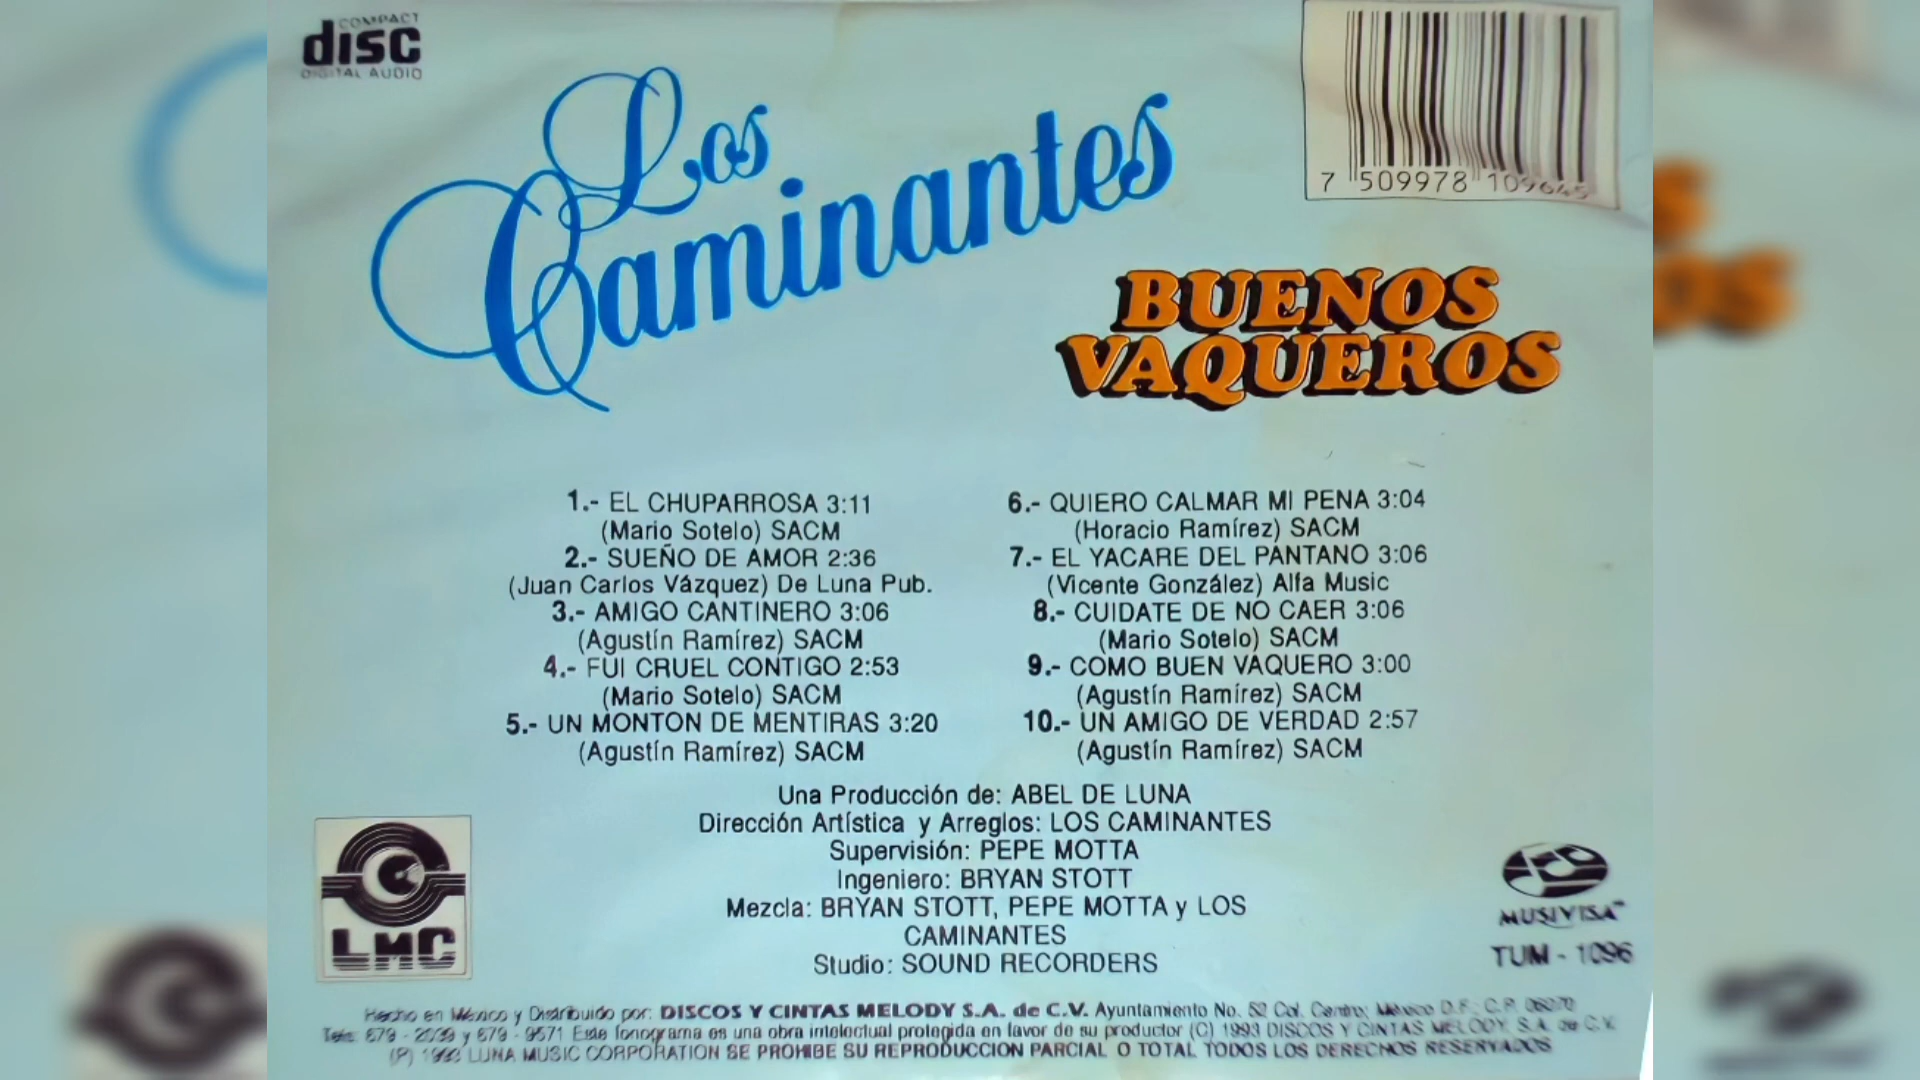 COMPACT
disc
DIGITAL AUDIO
Los
Caminantes
7 509978 109645
BUENOS
VAQUEROS
1.- EL CHUPARROSA 3:11
(Mario Sotelo) SACM
2.- SUEÑO DE AMOR 2:36
(Juan Carlos Vázquez) De Luna Pub.
3.- AMIGO CANTINERO 3:06
(Agustín Ramírez) SACM
4.- FUI CRUEL CONTIGO 2:53
(Mario Sotelo) SACM
5.- UN MONTON DE MENTIRAS 3:20
(Agustín Ramírez) SACM
6.- QUIERO CALMAR MI PENA 3:04
(Horacio Ramírez) SACM
7.- EL YACARE DEL PANTANO 3:06
(Vicente González) Alfa Music
8.- CUIDATE DE NO CAER 3:06
(Mario Sotelo) SACM
9.- COMO BUEN VAQUERO 3:00
(Agustín Ramírez) SACM
10.- UN AMIGO DE VERDAD 2:57
(Agustín Ramírez) SACM
Una Producción de: ABEL DE LUNA
Dirección Artística y Arreglos: LOS CAMINANTES
Supervisión: PEPE MOTTA
Ingeniero: BRYAN STOTT
Mezcla: BRYAN STOTT, PEPE MOTTA y LOS
CAMINANTES
Studio: SOUND RECORDERS
LMC
MUSIVISA™
TUM - 1096
Hecho en México y Distribuido por: DISCOS Y CINTAS MELODY S.A. de C.V. Ayuntamiento No. 52 Col. Centro; México D.F.; C.P. 06070
Tels: 679 - 2039 y 679 - 9571 Este fonograma es una obra intelectual protegida en favor de su productor (C) 1993 DISCOS Y CINTAS MELODY, S.A. de C.V.
(P) 1993 LUNA MUSIC CORPORATION SE PROHIBE SU REPRODUCCION PARCIAL O TOTAL TODOS LOS DERECHOS RESERVADOS